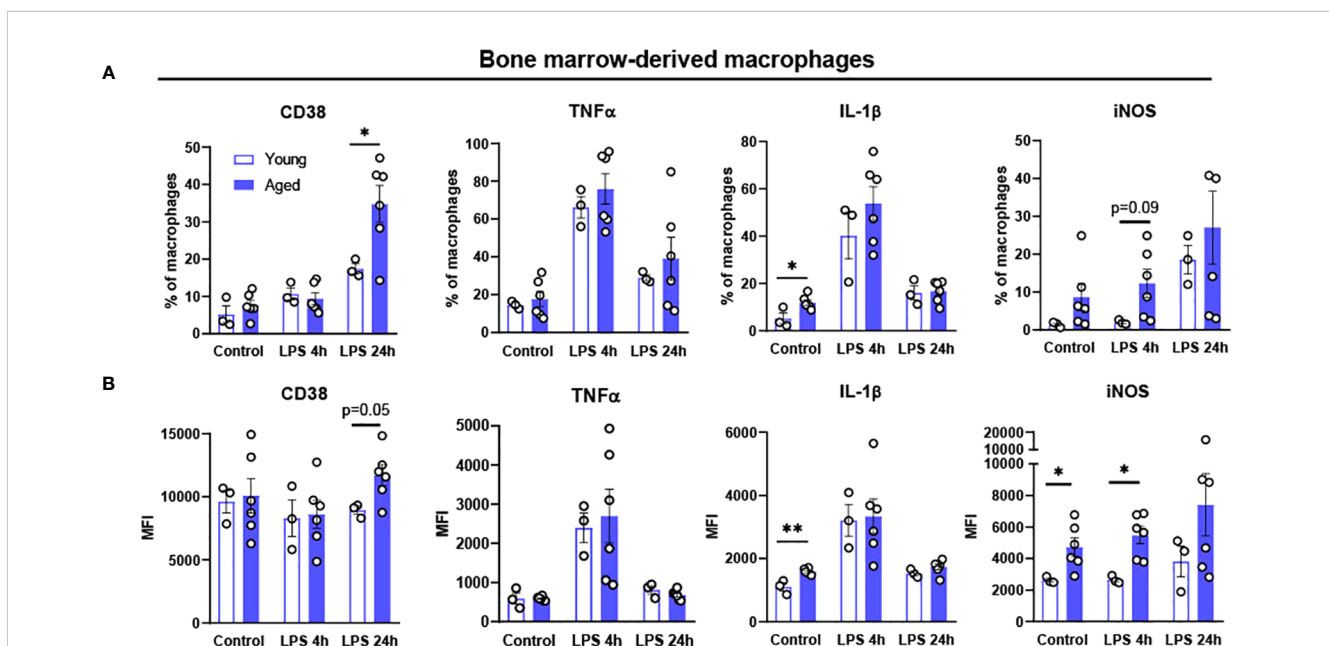 A
Bone marrow-derived macrophages
CD38
TNFα
IL-1β
iNOS
Young
Aged
*
*
p=0.09
% of macrophages
50
40
30
20
10
0
Control
LPS 4h
LPS 24h
% of macrophages
100
80
60
40
20
0
Control
LPS 4h
LPS 24h
% of macrophages
80
60
40
20
0
Control
LPS 4h
LPS 24h
% of macrophages
50
40
30
20
10
0
Control
LPS 4h
LPS 24h
B
CD38
TNFα
IL-1β
iNOS
p=0.05
**
*
*
MFI
15000
10000
5000
0
Control
LPS 4h
LPS 24h
MFI
5000
4000
3000
2000
1000
0
Control
LPS 4h
LPS 24h
MFI
6000
4000
2000
0
Control
LPS 4h
LPS 24h
MFI
20000
10000
10000
8000
6000
4000
2000
0
Control
LPS 4h
LPS 24h